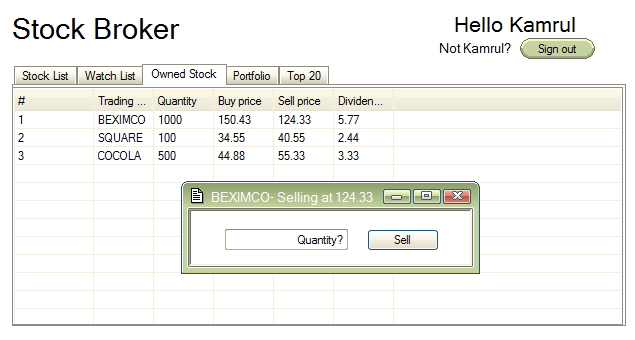 Stock Broker
Hello Kamrul
Not Kamrul? Sign out
Stock List Watch List Owned Stock Portfolio Top 20
# Trading ... Quantity Buy price Sell price Dividen...
1 BEXIMCO 1000 150.43 124.33 5.77
2 SQUARE 100 34.55 40.55 2.44
3 COCOLA 500 44.88 55.33 3.33
BEXIMCO- Selling at 124.33
Quantity? Sell